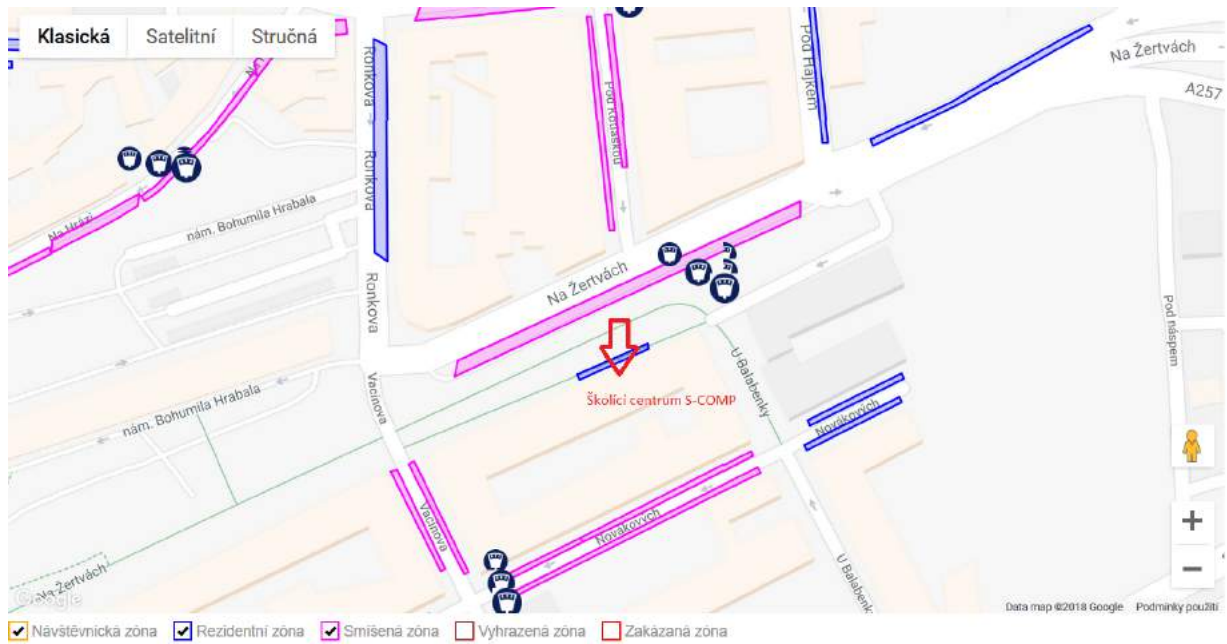 Klasická Satelitní Stručná
Na Žertvách
A257
Ronkova
Ronkova
Pod Kotlaskou
Pod Hájkem
Na Hrázi
nám. Bohumila Hrabala
Ronkova
Na Žertvách
Pod náspem
Vacínova
U Balabenky
Školící centrum S-COMP
nám. Bohumila Hrabala
Novákových
Vacínova
Novákových
U Balabenky
Na Žertvách
Google
Data map ©2018 Google Podmínky použití
Návštěvnická zóna Rezidentní zóna Smíšená zóna Vyhrazená zóna Zakázaná zóna